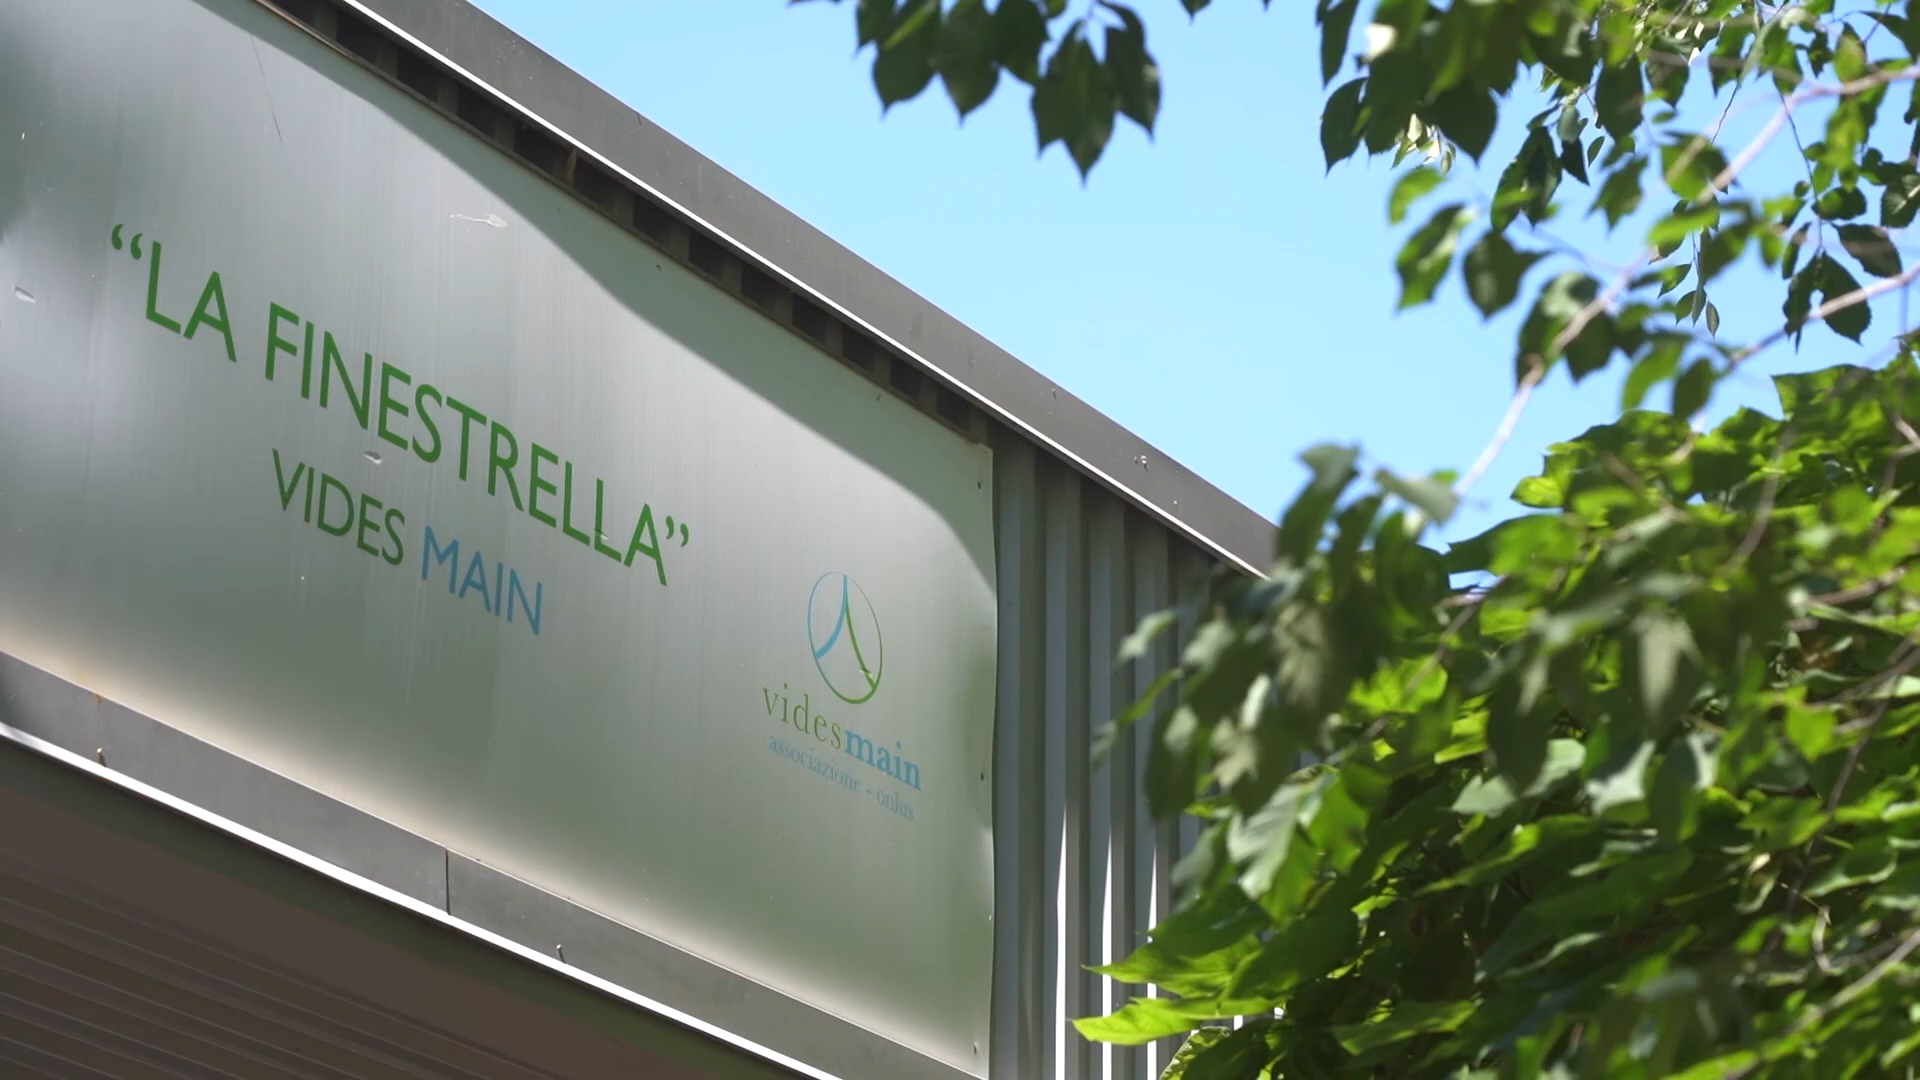 “LA FINESTRELLA”
VIDES MAIN
videsmain
associazione - onlus